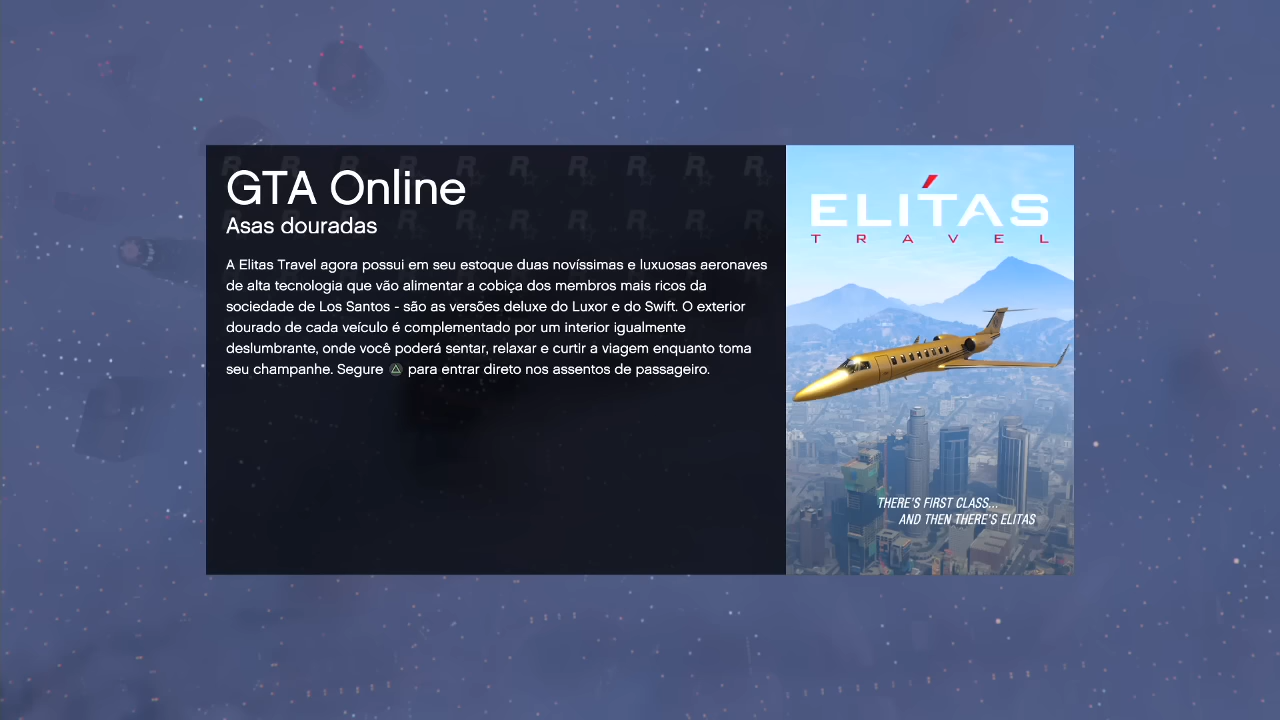 GTA Online
Asas douradas
A Elitas Travel agora possui em seu estoque duas novíssimas e luxuosas aeronaves
de alta tecnologia que vão alimentar a cobiça dos membros mais ricos da
sociedade de Los Santos - são as versões deluxe do Luxor e do Swift. O exterior
dourado de cada veículo é complementado por um interior igualmente
deslumbrante, onde você poderá sentar, relaxar e curtir a viagem enquanto toma
seu champanhe. Segure para entrar direto nos assentos de passageiro.
ELÍTAS
TRAVEL
THERE'S FIRST CLASS...
AND THEN THERE'S ELITAS